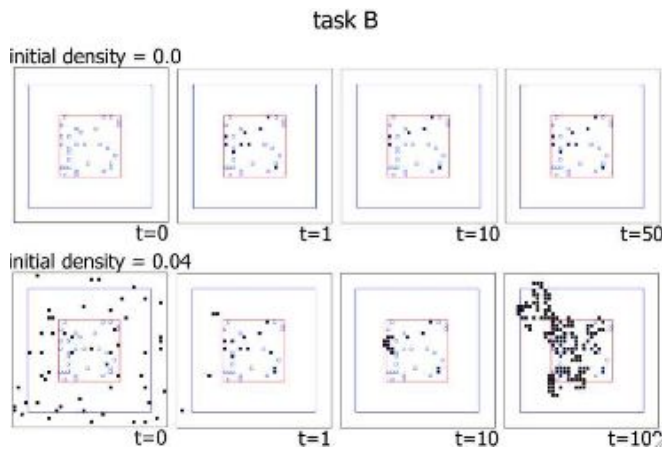 task B
initial density = 0.0
t=0
t=1
t=10
t=50
initial density = 0.04
t=0
t=1
t=10